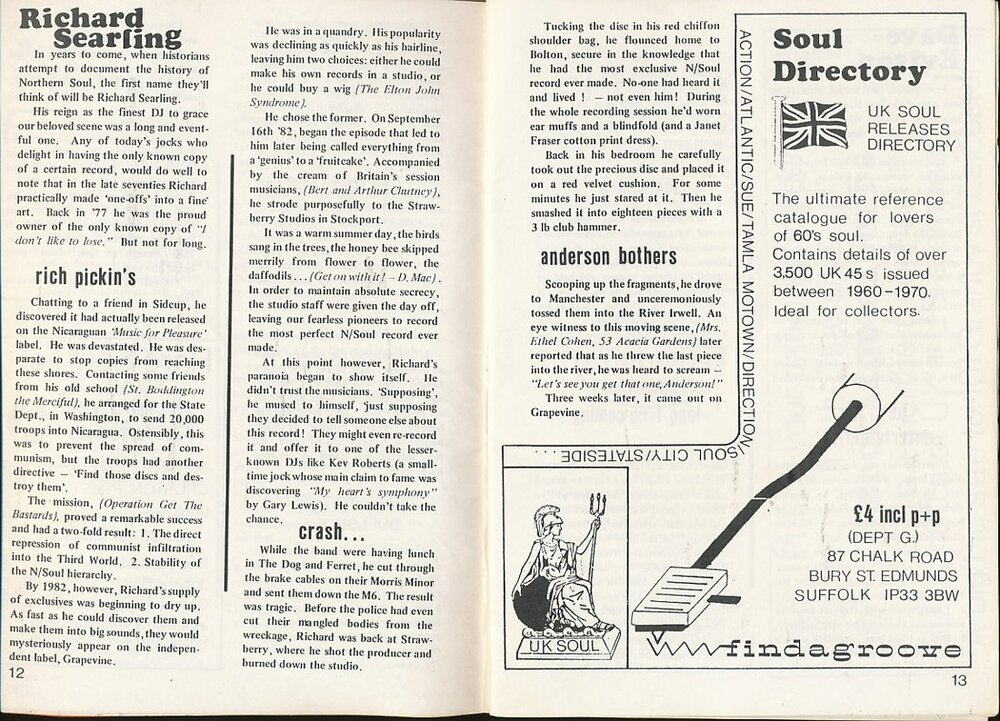 Richard
Searling
In years to come, when historians
attempt to document the history of
Northern Soul, the first name they'll
think of will be Richard Searling.
His reign as the finest DJ to grace
our beloved scene was a long and event-
ful one. Any of today's jocks who
delight in having the only known copy
of a certain record, would do well to
note that in the late seventies Richard
practically made 'one-offs' into a fine
art. Back in '77 he was the proud
owner of the only known copy of "I
don't like to lose." But not for long.
rich pickin's
Chatting to a friend in Sidcup, he
discovered it had actually been released
on the Nicaraguan 'Music for Pleasure'
label. He was devastated. He was des-
parate to stop copies from reaching
these shores. Contacting some friends
from his old school (St. Boddington
the Merciful), he arranged for the State
Dept., in Washington, to send 20,000
troops into Nicaragua. Ostensibly, this
was to prevent the spread of com-
munism, but the troops had another
directive – 'Find those discs and des-
troy them'.
The mission, (Operation Get The
Bastards), proved a remarkable success
and had a two-fold result: 1. The direct
repression of communist infiltration
into the Third World. 2. Stability of
the N/Soul hierarchy.
By 1982, however, Richard's supply
of exclusives was beginning to dry up.
As fast as he could discover them and
make them into big sounds, they would
mysteriously appear on the indepen-
dent label, Grapevine.
12
He was in a quandry. His popularity
was declining as quickly as his hairline,
leaving him two choices: either he could
make his own records in a studio, or
he could buy a wig (The Elton John
Syndrome).
He chose the former. On September
16th '82, began the episode that led to
him later being called everything from
a 'genius' to a 'fruitcake'. Accompanied
by the cream of Britain's session
musicians, (Bert and Arthur Chutney),
he strode purposefully to the Straw-
berry Studios in Stockport.
It was a warm summer day, the birds
sang in the trees, the honey bee skipped
merrily from flower to flower, the
daffodils . . . (Get on with it! – D. Mac) .
In order to maintain absolute secrecy,
the studio staff were given the day off,
leaving our fearless pioneers to record
the most perfect N/Soul record ever
made.
At this point however, Richard's
paranoia began to show itself. He
didn't trust the musicians. 'Supposing',
he mused to himself, 'just supposing
they decided to tell someone else about
this record! They might even re-record
it and offer it to one of the lesser-
known DJs like Kev Roberts (a small-
time jock whose main claim to fame was
discovering "My heart's symphony"
by Gary Lewis). He couldn't take the
chance.
crash...
While the band were having lunch
in The Dog and Ferret, he cut through
the brake cables on their Morris Minor
and sent them down the M6. The result
was tragic. Before the police had even
cut their mangled bodies from the
wreckage, Richard was back at Straw-
berry, where he shot the producer and
burned down the studio.
Tucking the disc in his red chiffon
shoulder bag, he flounced home to
Bolton, secure in the knowledge that
he had the most exclusive N/Soul
record ever made. No-one had heard it
and lived ! – not even him! During
the whole recording session he'd worn
ear muffs and a blindfold (and a Janet
Fraser cotton print dress).
Back in his bedroom he carefully
took out the precious disc and placed it
on a red velvet cushion. For some
minutes he just stared at it. Then he
smashed it into eighteen pieces with a
3 lb club hammer.
anderson bothers
Scooping up the fragments, he drove
to Manchester and unceremoniously
tossed them into the River Irwell. An
eye witness to this moving scene, (Mrs.
Ethel Cohen, 53 Acacia Gardens) later
reported that as he threw the last piece
into the river, he was heard to scream –
"Let's see you get that one, Anderson!"
Three weeks later, it came out on
Grapevine.
ACTION/ATLANTIC/SUE/TAMLA MOTOWN/DIRECTION/SOUL CITY/STATESIDE...
Soul
Directory
UK SOUL
RELEASES
DIRECTORY
The ultimate reference
catalogue for lovers
of 60's soul.
Contains details of over
3,500 UK 45s issued
between 1960–1970.
Ideal for collectors.
£4 incl p+p
(DEPT G.)
87 CHALK ROAD
BURY ST. EDMUNDS
SUFFOLK IP33 3BW
UK SOUL
findagroove
13